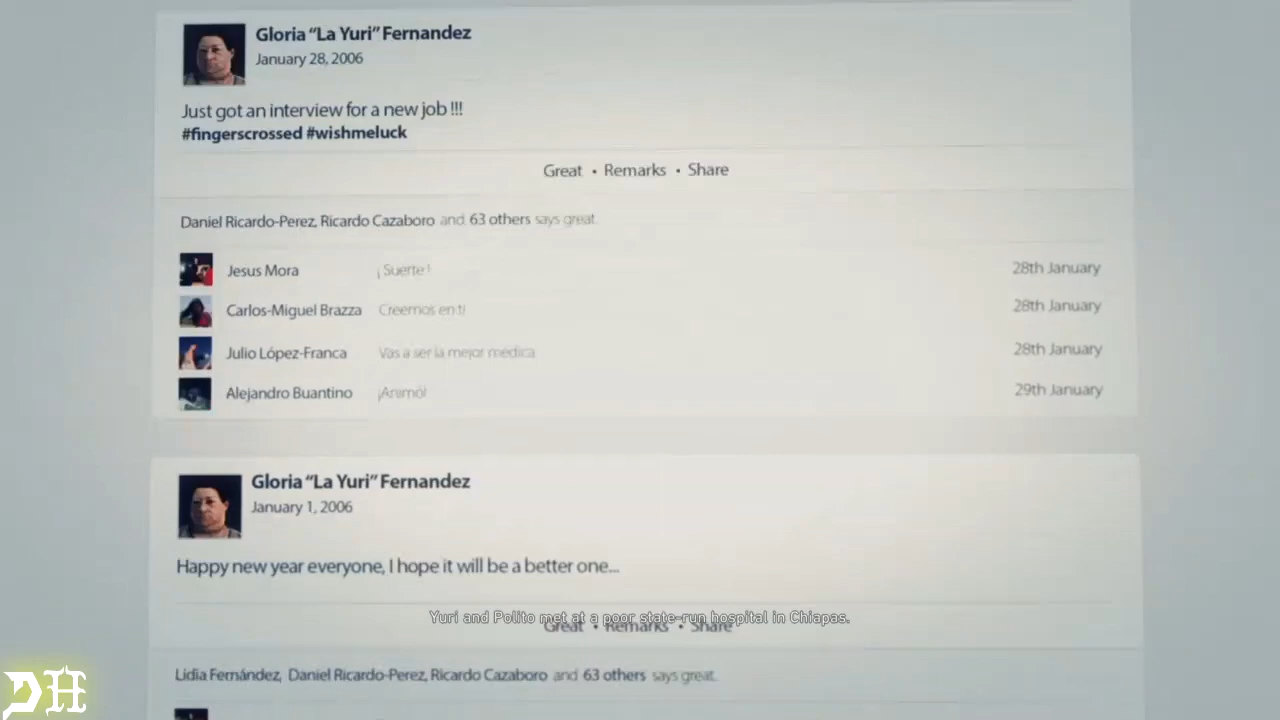 Gloria “La Yuri” Fernandez
January 28, 2006
Just got an interview for a new job !!!
#fingerscrossed #wishmeluck
Great • Remarks • Share
Daniel Ricardo-Perez, Ricardo Cazaboro and 63 others says great.
Jesus Mora ¡Suerte! 28th January
Carlos-Miguel Brazza Creemos en ti 28th January
Julio López-Franca Vas a ser la mejor médica 28th January
Alejandro Buantino 29th January
Gloria “La Yuri” Fernandez
January 1, 2006
Happy new year everyone, I hope it will be a better one...
Yuri and Polito met at a poor state-run hospital in Chiapas.
Great • Remarks • Share
Lidia Fernández, Daniel Ricardo-Perez, Ricardo Cazaboro and 63 others says great.
DH